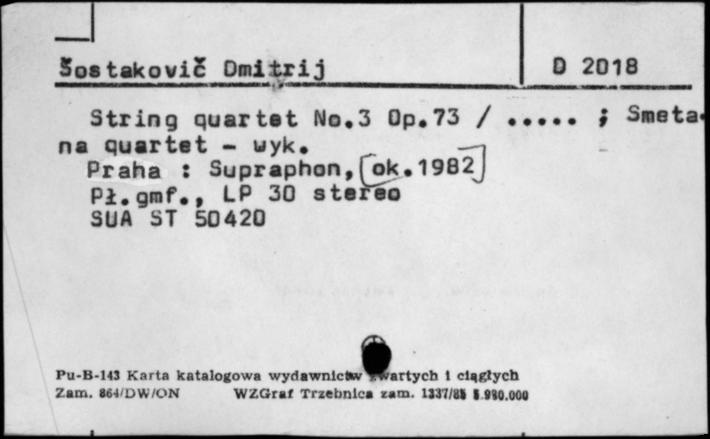 Šostakovič Dmitrij D 2018
String quartet No.3 Op.73 / ..... ; Smeta-
na quartet - wyk.
Praha : Supraphon, [ok.1982]
Pł.gmf., LP 30 stereo
SUA ST 50420
Pu-B-143 Karta katalogowa wydawnictw zwartych i ciągłych
Zam. 864/DW/ON WZGraf Trzebnica zam. 1337/85 5.990.000